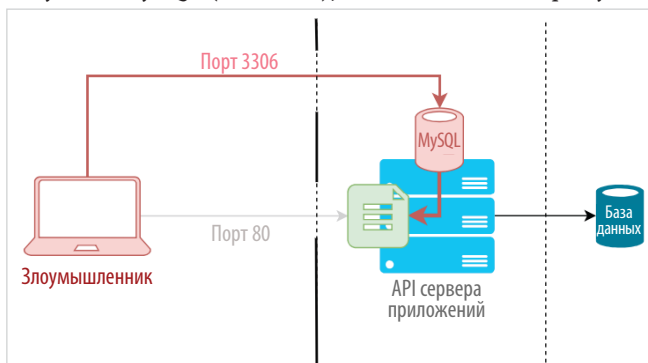 Порт 3306
MySQL
База
данных
Порт 80
Злоумышленник
API сервера
приложений